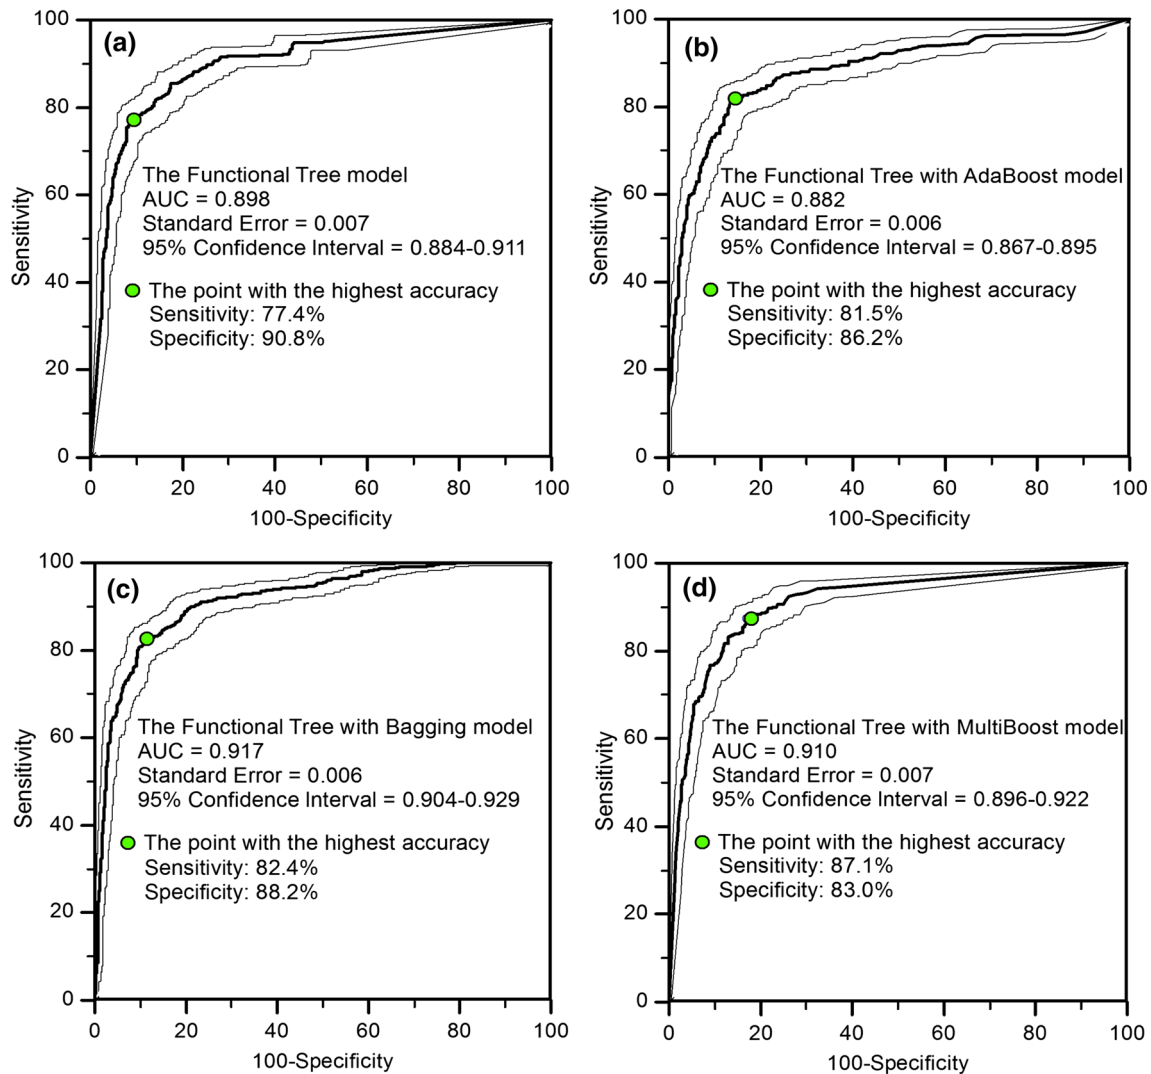 (a)
100
80
60
40
20
0
Sensitivity
The Functional Tree model
AUC = 0.898
Standard Error = 0.007
95% Confidence Interval = 0.884-0.911
The point with the highest accuracy
Sensitivity: 77.4%
Specificity: 90.8%
0 20 40 60 80 100
100-Specificity
(b)
100
80
60
40
20
0
Sensitivity
The Functional Tree with AdaBoost model
AUC = 0.882
Standard Error = 0.006
95% Confidence Interval = 0.867-0.895
The point with the highest accuracy
Sensitivity: 81.5%
Specificity: 86.2%
0 20 40 60 80 100
100-Specificity
(c)
100
80
60
40
20
0
Sensitivity
The Functional Tree with Bagging model
AUC = 0.917
Standard Error = 0.006
95% Confidence Interval = 0.904-0.929
The point with the highest accuracy
Sensitivity: 82.4%
Specificity: 88.2%
0 20 40 60 80 100
100-Specificity
(d)
100
80
60
40
20
0
Sensitivity
The Functional Tree with MultiBoost model
AUC = 0.910
Standard Error = 0.007
95% Confidence Interval = 0.896-0.922
The point with the highest accuracy
Sensitivity: 87.1%
Specificity: 83.0%
0 20 40 60 80 100
100-Specificity